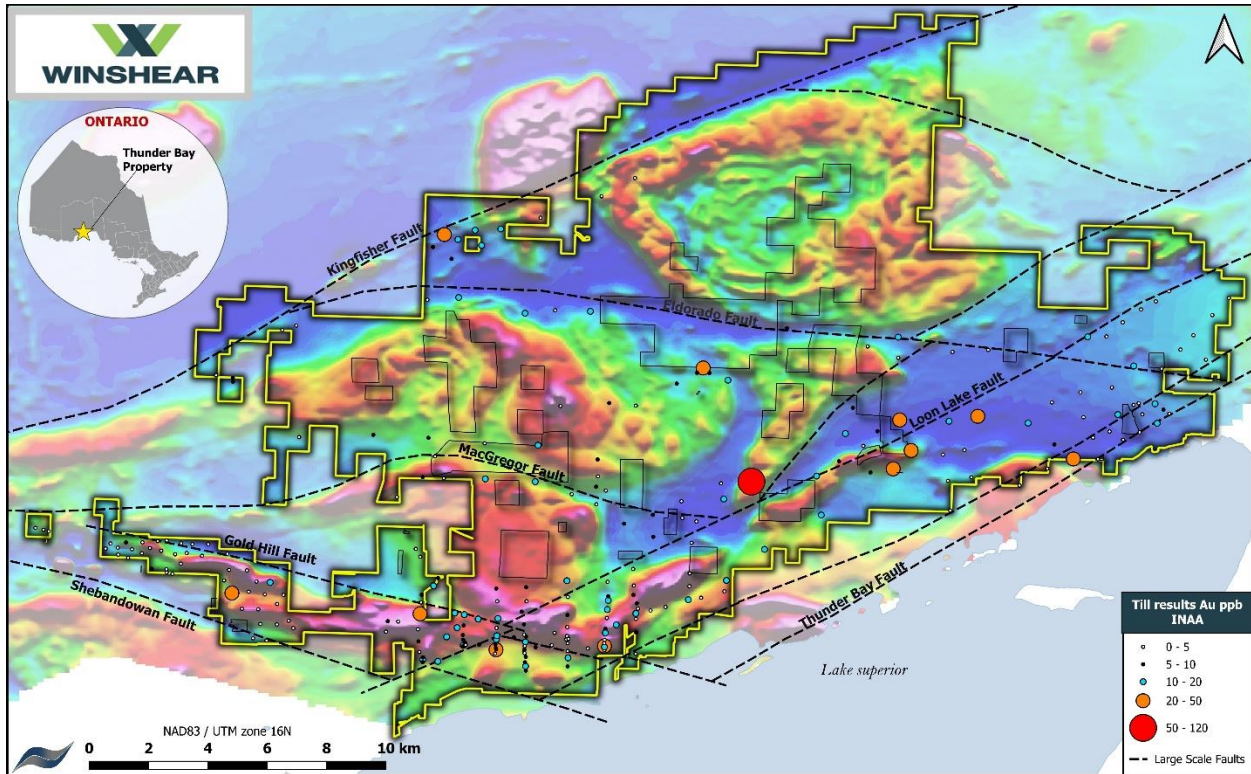 WINSHEAR
ONTARIO
Thunder Bay
Property
Kingfisher Fault
Eldorado Fault
Loon Lake Fault
MacGregor Fault
Gold Hill Fault
Shebandowan Fault
Thunder Bay Fault
Lake superior
Till results Au ppb
INAA
0 - 5
5 - 10
10 - 20
20 - 50
50 - 120
Large Scale Faults
NAD83 / UTM zone 16N
0 2 4 6 8 10 km